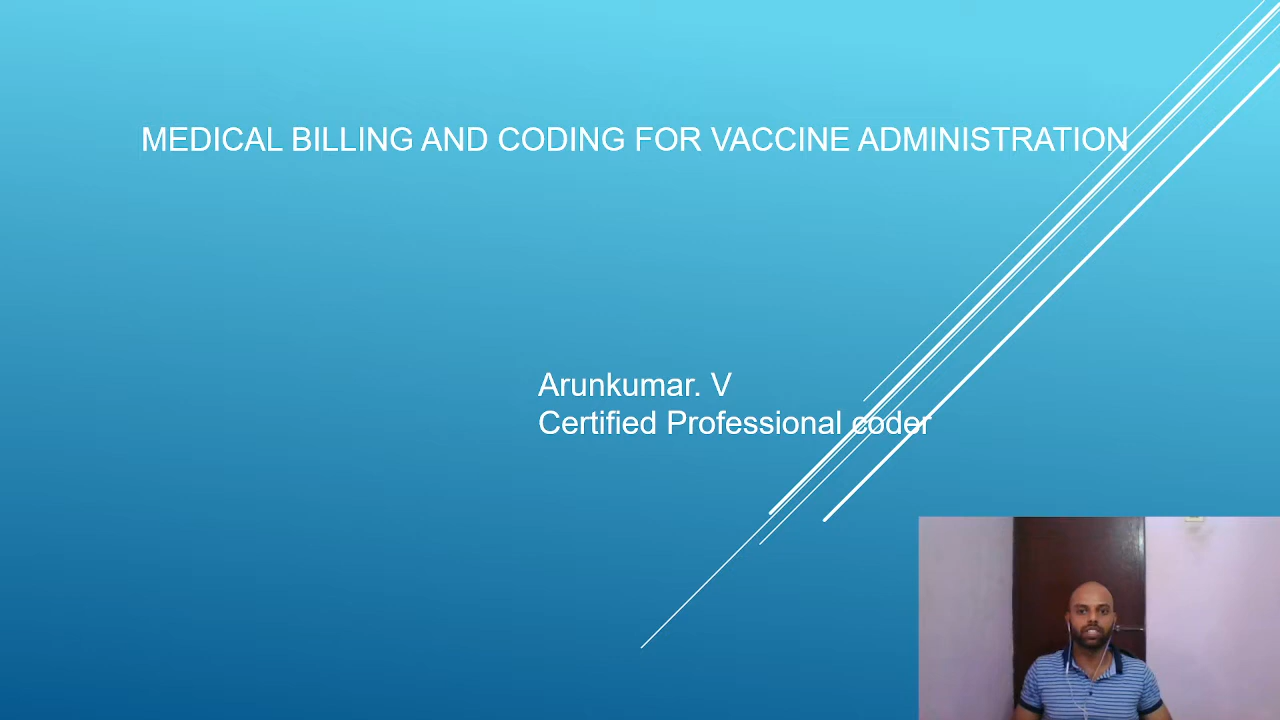 MEDICAL BILLING AND CODING FOR VACCINE ADMINISTRATION
Arunkumar. V
Certified Professional coder